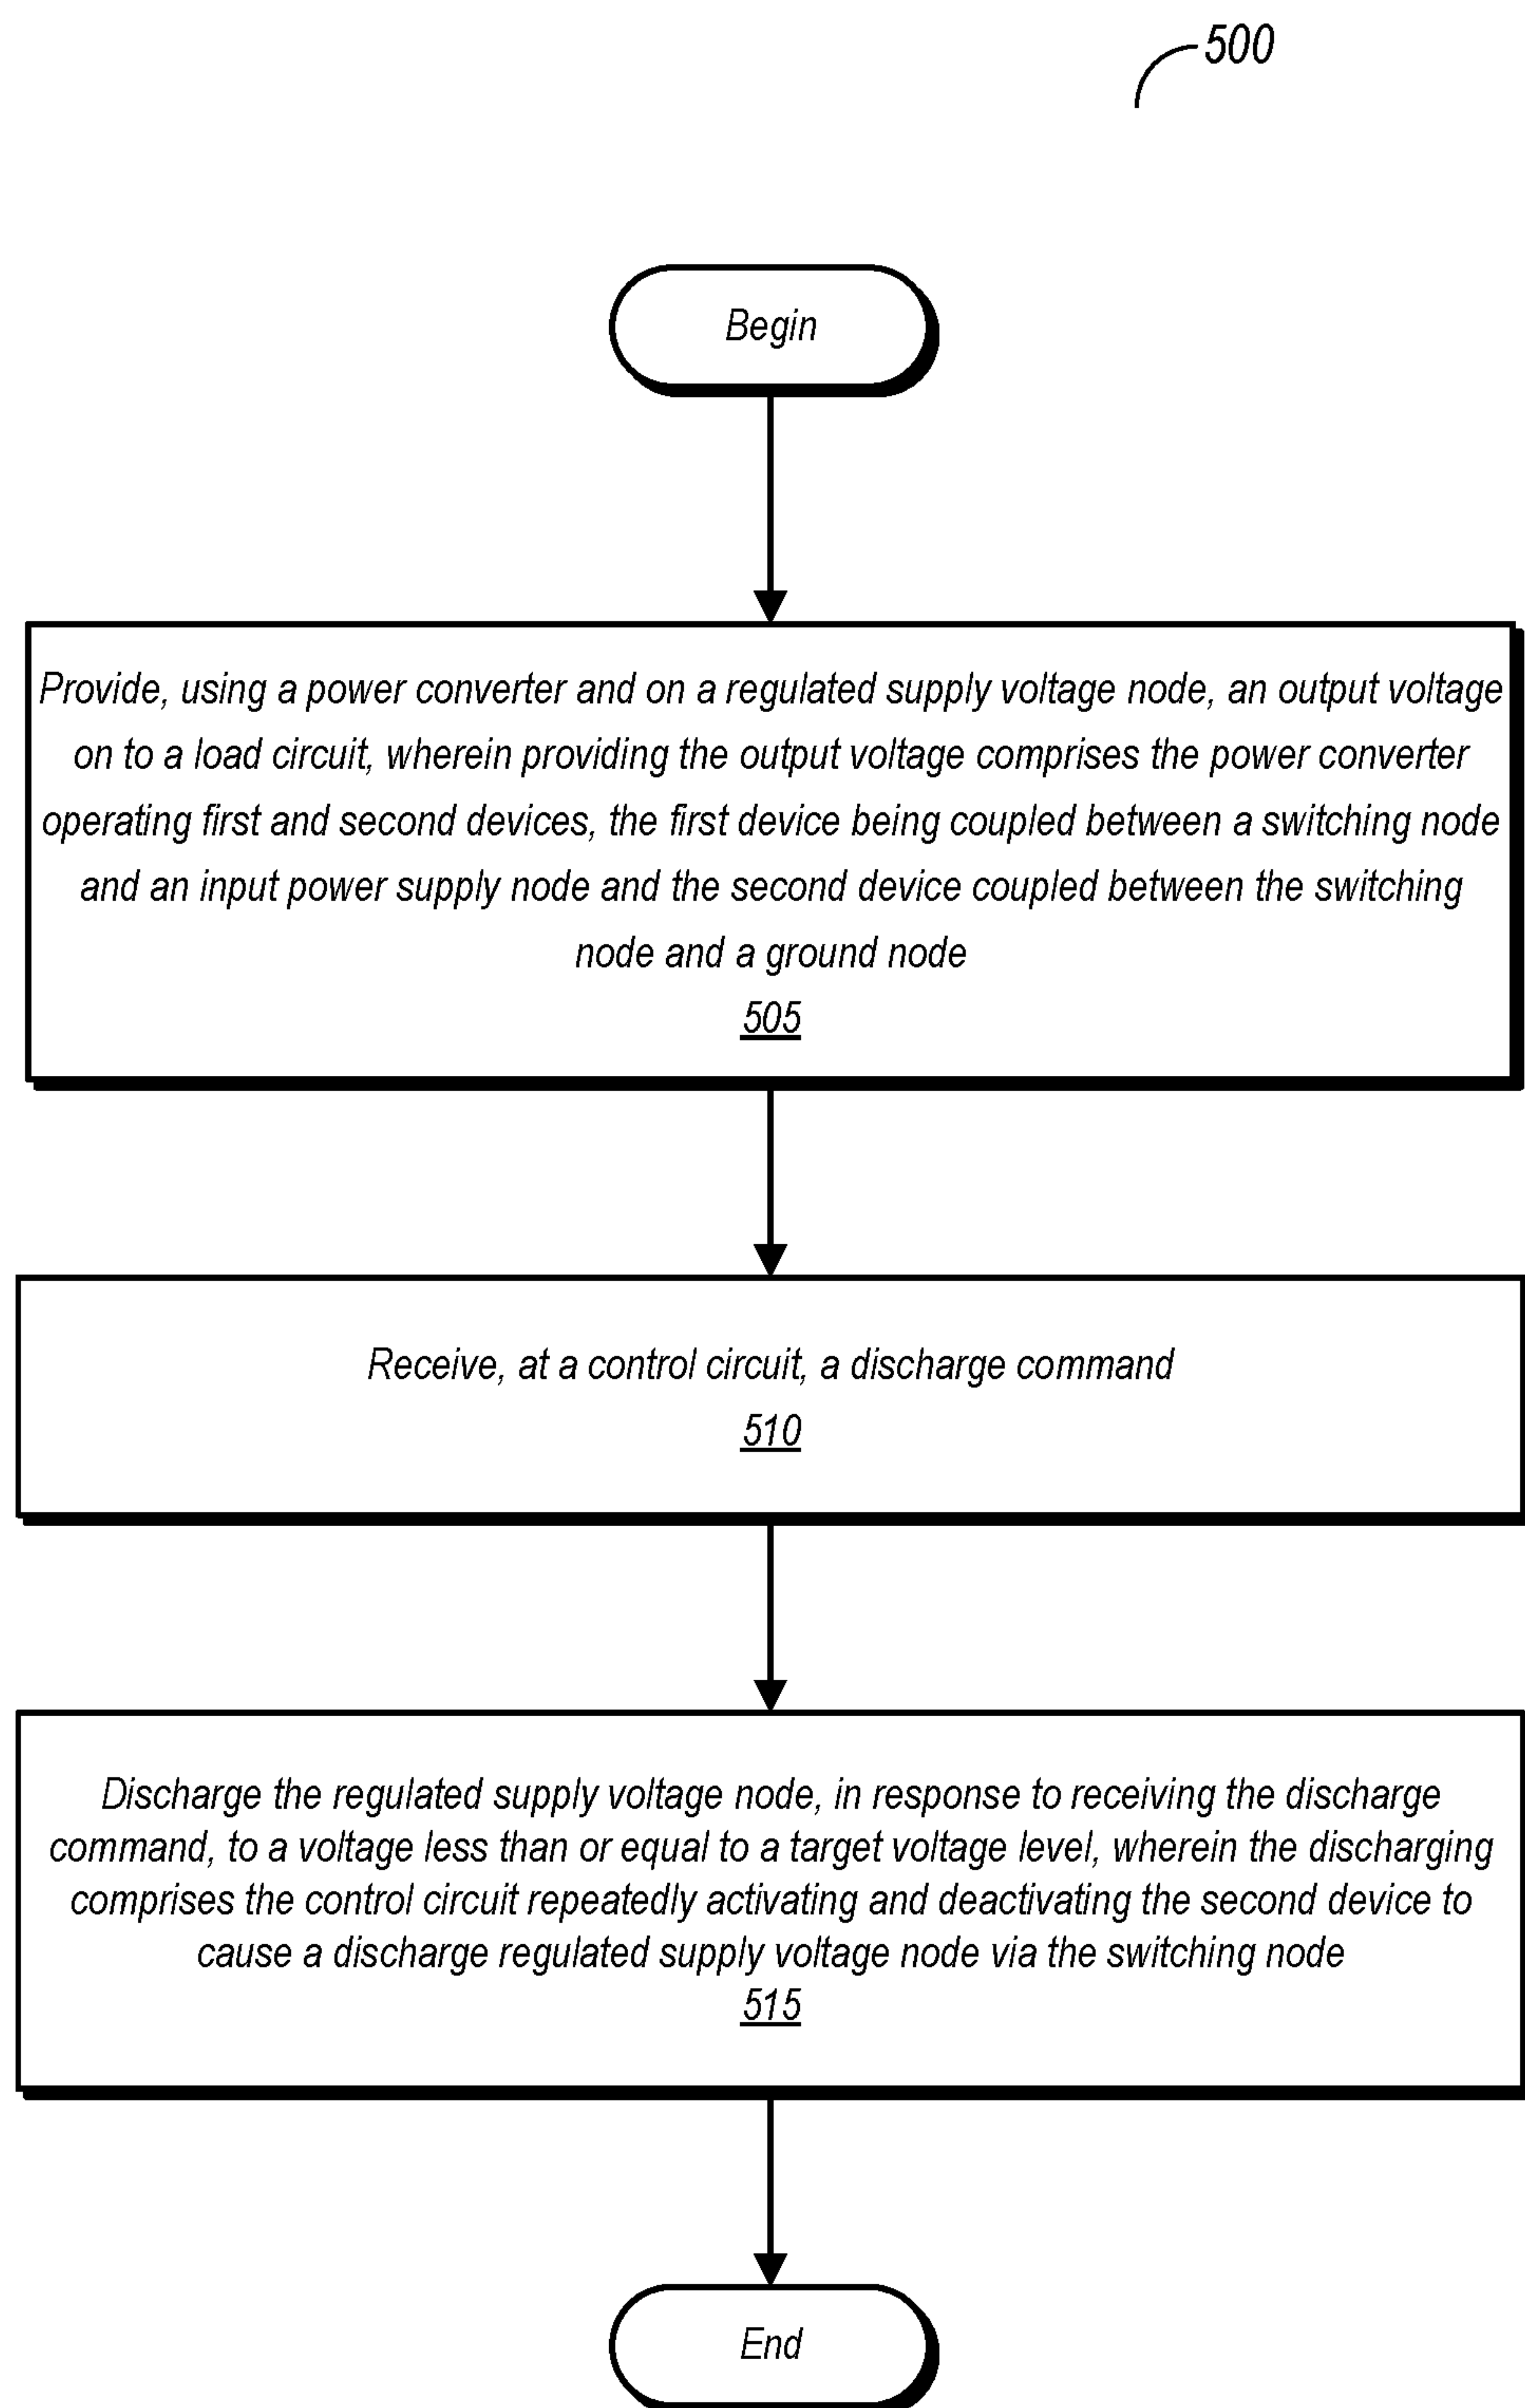 500
Begin
Provide, using a power converter and on a regulated supply voltage node, an output voltage
on to a load circuit, wherein providing the output voltage comprises the power converter
operating first and second devices, the first device being coupled between a switching node
and an input power supply node and the second device coupled between the switching
node and a ground node
505
Receive, at a control circuit, a discharge command
510
Discharge the regulated supply voltage node, in response to receiving the discharge
command, to a voltage less than or equal to a target voltage level, wherein the discharging
comprises the control circuit repeatedly activating and deactivating the second device to
cause a discharge regulated supply voltage node via the switching node
515
End